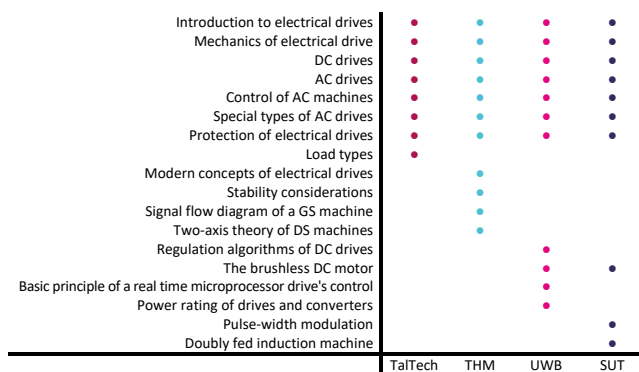 Introduction to electrical drives
Mechanics of electrical drive
DC drives
AC drives
Control of AC machines
Special types of AC drives
Protection of electrical drives
Load types
Modern concepts of electrical drives
Stability considerations
Signal flow diagram of a GS machine
Two-axis theory of DS machines
Regulation algorithms of DC drives
The brushless DC motor
Basic principle of a real time microprocessor drive's control
Power rating of drives and converters
Pulse-width modulation
Doubly fed induction machine
TalTech THM UWB SUT